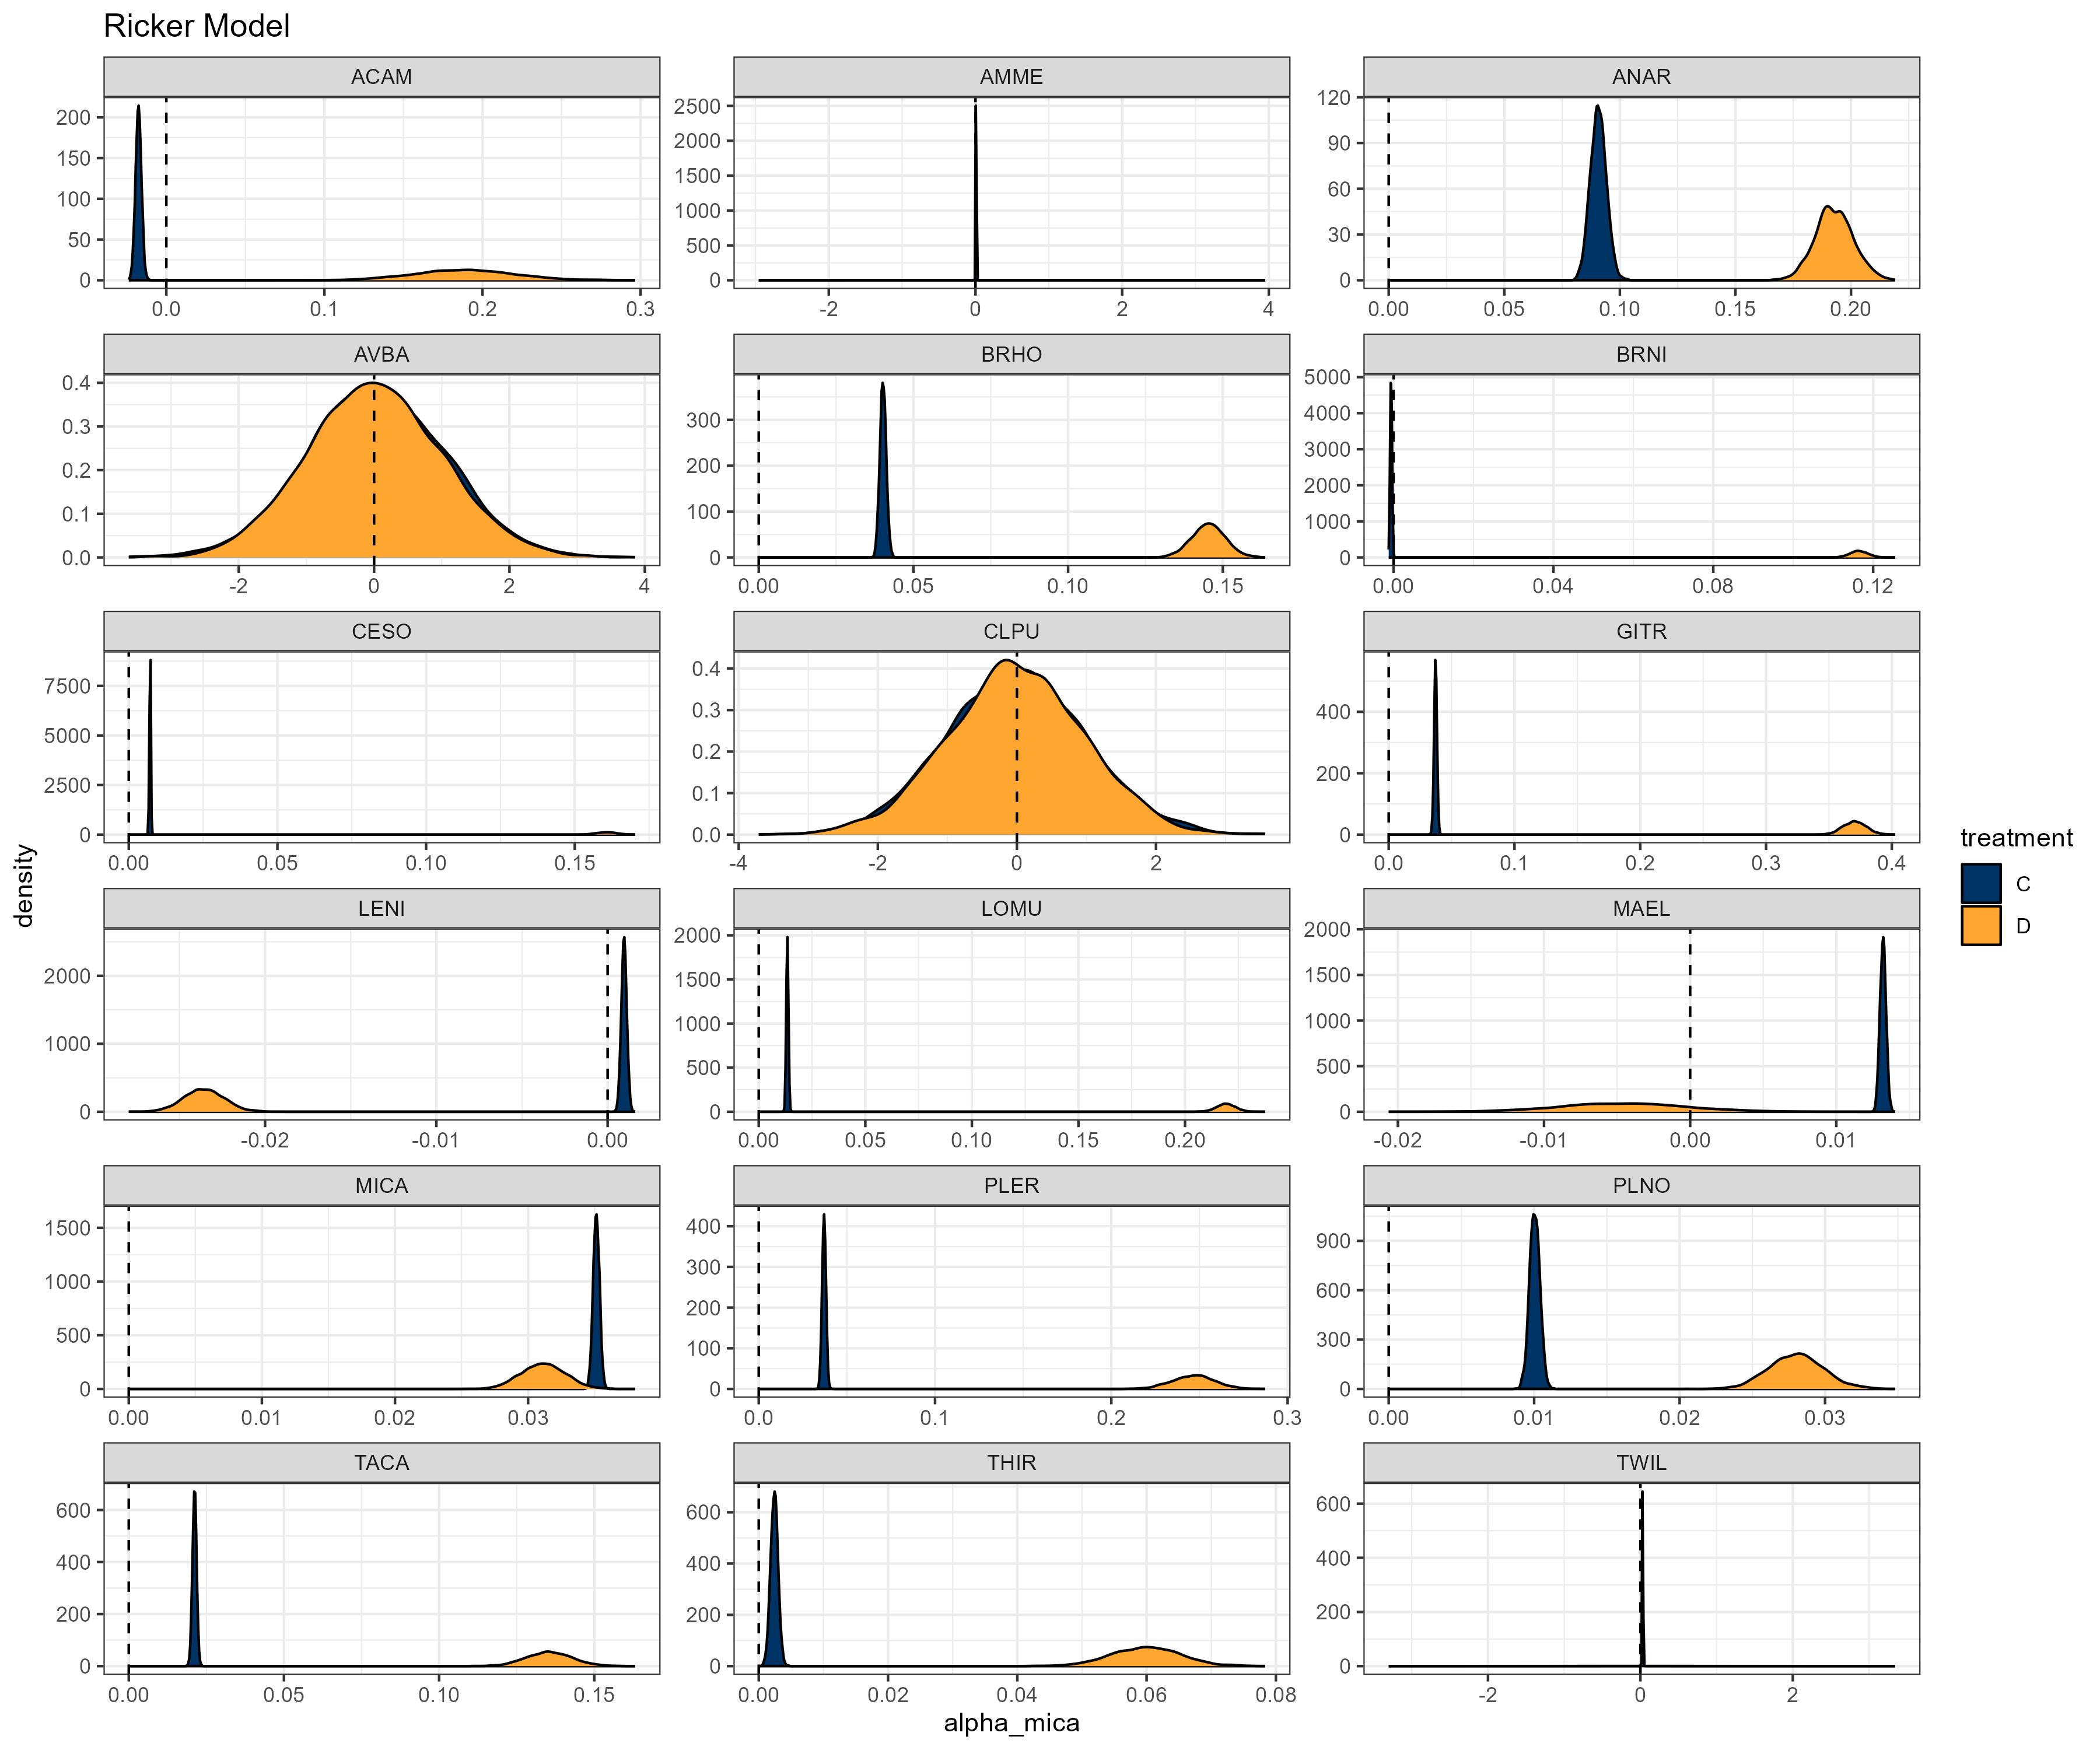 Ricker Model
ACAM
AMME
ANAR
200
150
100
50
0
0.0 0.1 0.2 0.3
2500
2000
1500
1000
500
0
-2 0 2 4
120
90
60
30
0
0.00 0.05 0.10 0.15 0.20
AVBA
BRHO
BRNI
0.4
0.3
0.2
0.1
0.0
-2 0 2 4
300
200
100
0
0.00 0.05 0.10 0.15
5000
4000
3000
2000
1000
0
0.00 0.04 0.08 0.12
CESO
CLPU
GITR
7500
5000
2500
0
0.00 0.05 0.10 0.15
0.4
0.3
0.2
0.1
0.0
-4 -2 0 2
400
200
0
0.0 0.1 0.2 0.3 0.4
LENI
LOMU
MAEL
2000
1000
0
-0.02 -0.01 0.00
2000
1500
1000
500
0
0.00 0.05 0.10 0.15 0.20
2000
1500
1000
500
0
-0.02 -0.01 0.00 0.01
MICA
PLER
PLNO
1500
1000
500
0
0.00 0.01 0.02 0.03
400
300
200
100
0
0.0 0.1 0.2 0.3
900
600
300
0
0.00 0.01 0.02 0.03
TACA
THIR
TWIL
600
400
200
0
0.00 0.05 0.10 0.15
600
400
200
0
0.00 0.02 0.04 0.06 0.08
600
400
200
0
-2 0 2
density
alpha_mica
treatment
C
D